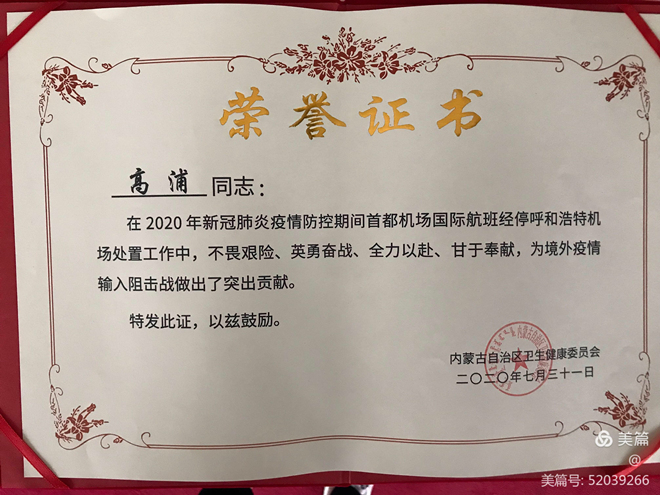 荣誉证书
高浦 同志：
在2020年新冠肺炎疫情防控期间首都机场国际航班经停呼和浩特机
场处置工作中，不畏艰险、英勇奋战、全力以赴、甘于奉献，为境外疫情
输入阻击战做出了突出贡献。
特发此证，以兹鼓励。
内蒙古自治区卫生健康委员会
二〇二〇年七月三十一日
美篇
@
美篇号: 52039266